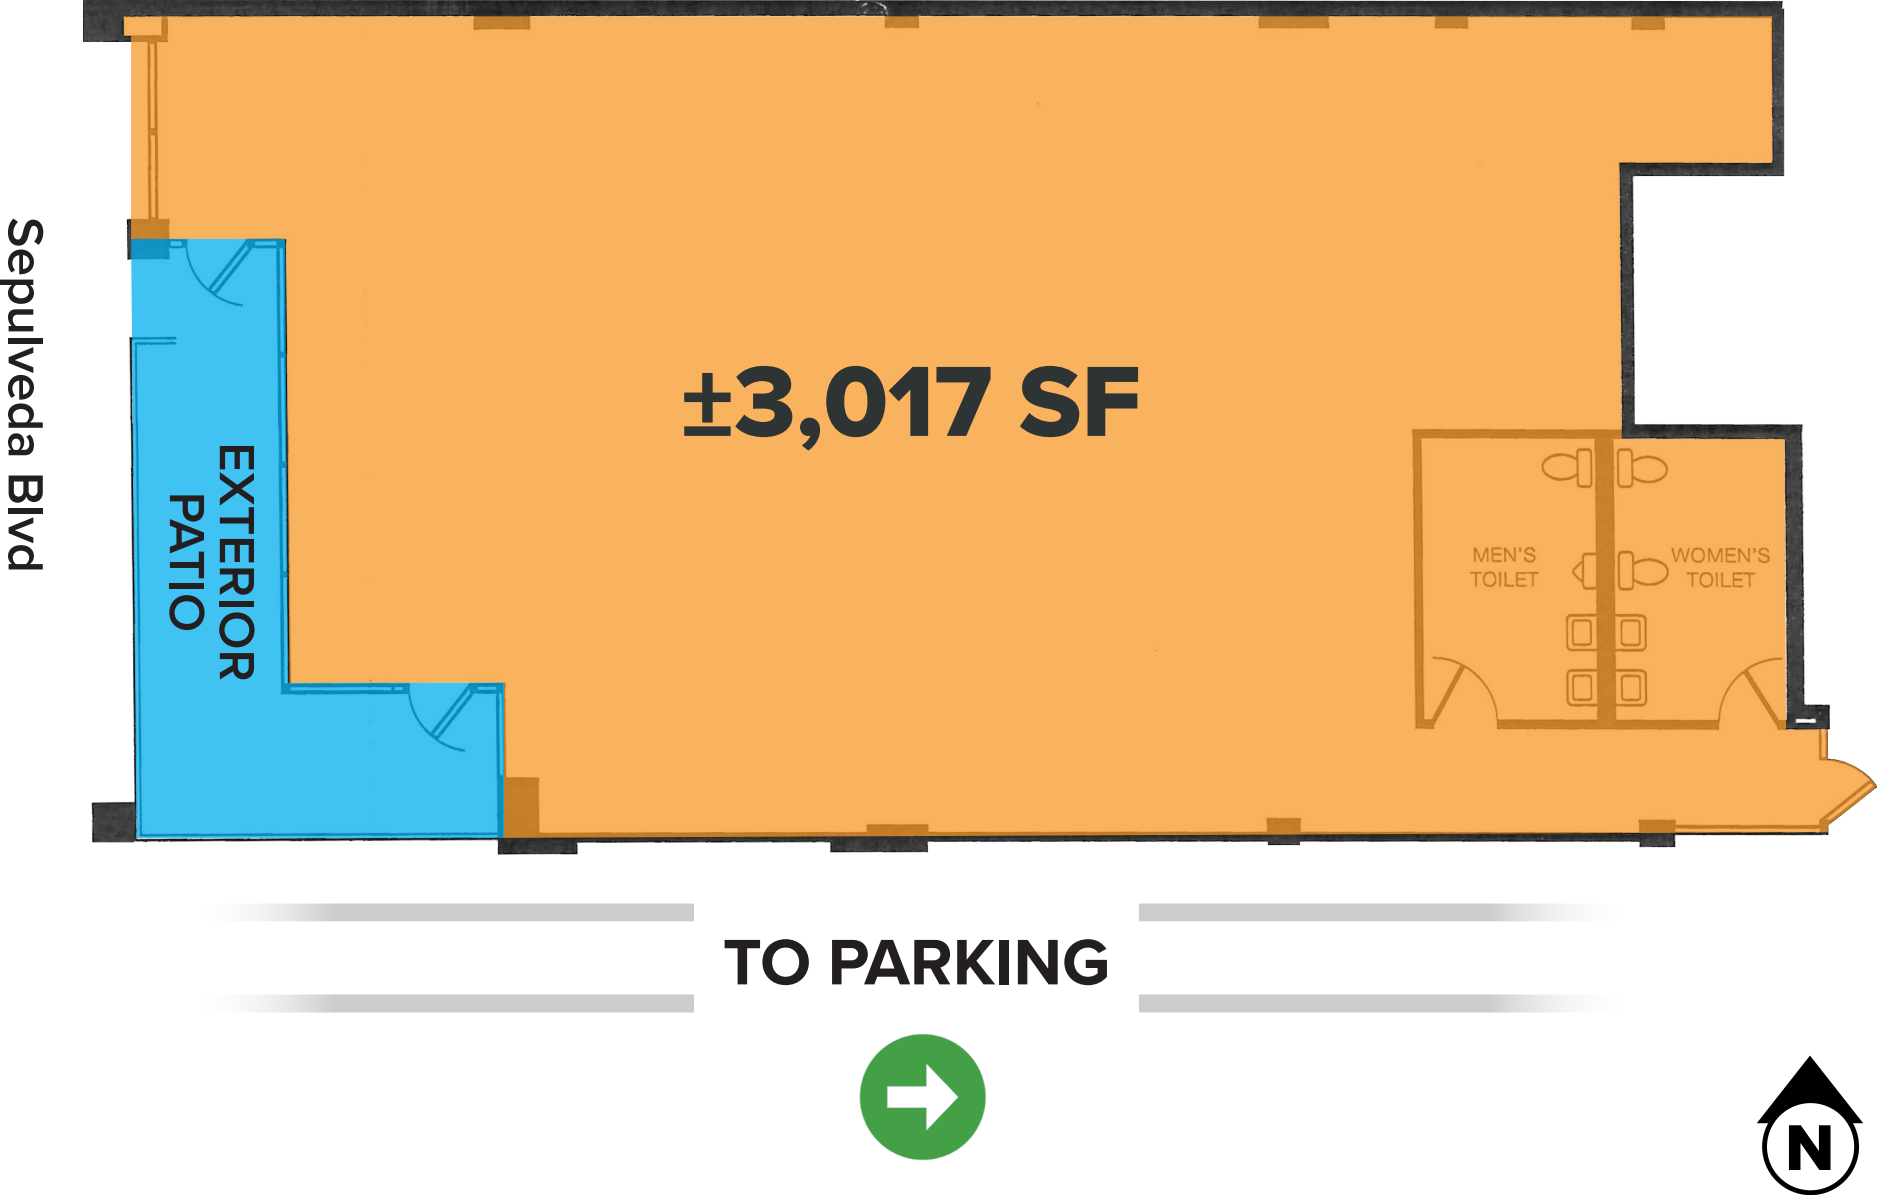 Sepulveda Blvd
EXTERIOR
PATIO
±3,017 SF
MEN'S
TOILET
WOMEN'S
TOILET
TO PARKING
N